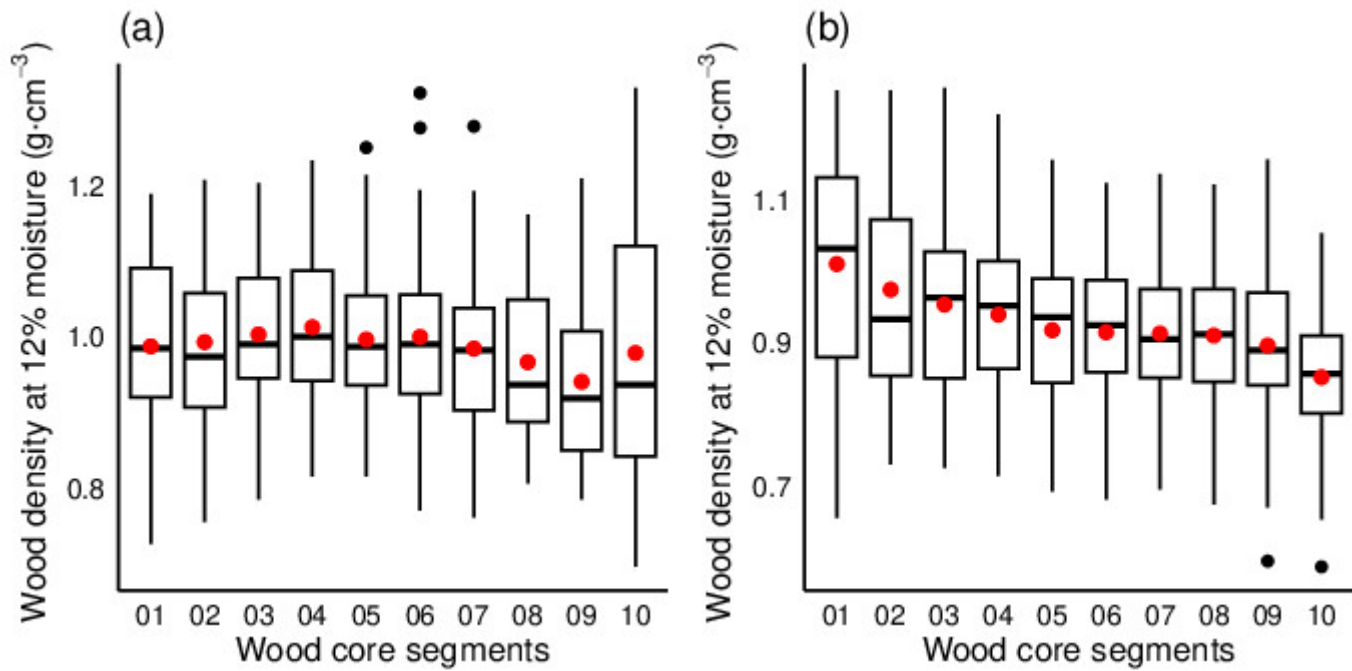 (a)
Wood density at 12% moisture (g·cm⁻³)
1.2
1.0
0.8
01 02 03 04 05 06 07 08 09 10
Wood core segments
(b)
Wood density at 12% moisture (g·cm⁻³)
1.1
0.9
0.7
01 02 03 04 05 06 07 08 09 10
Wood core segments